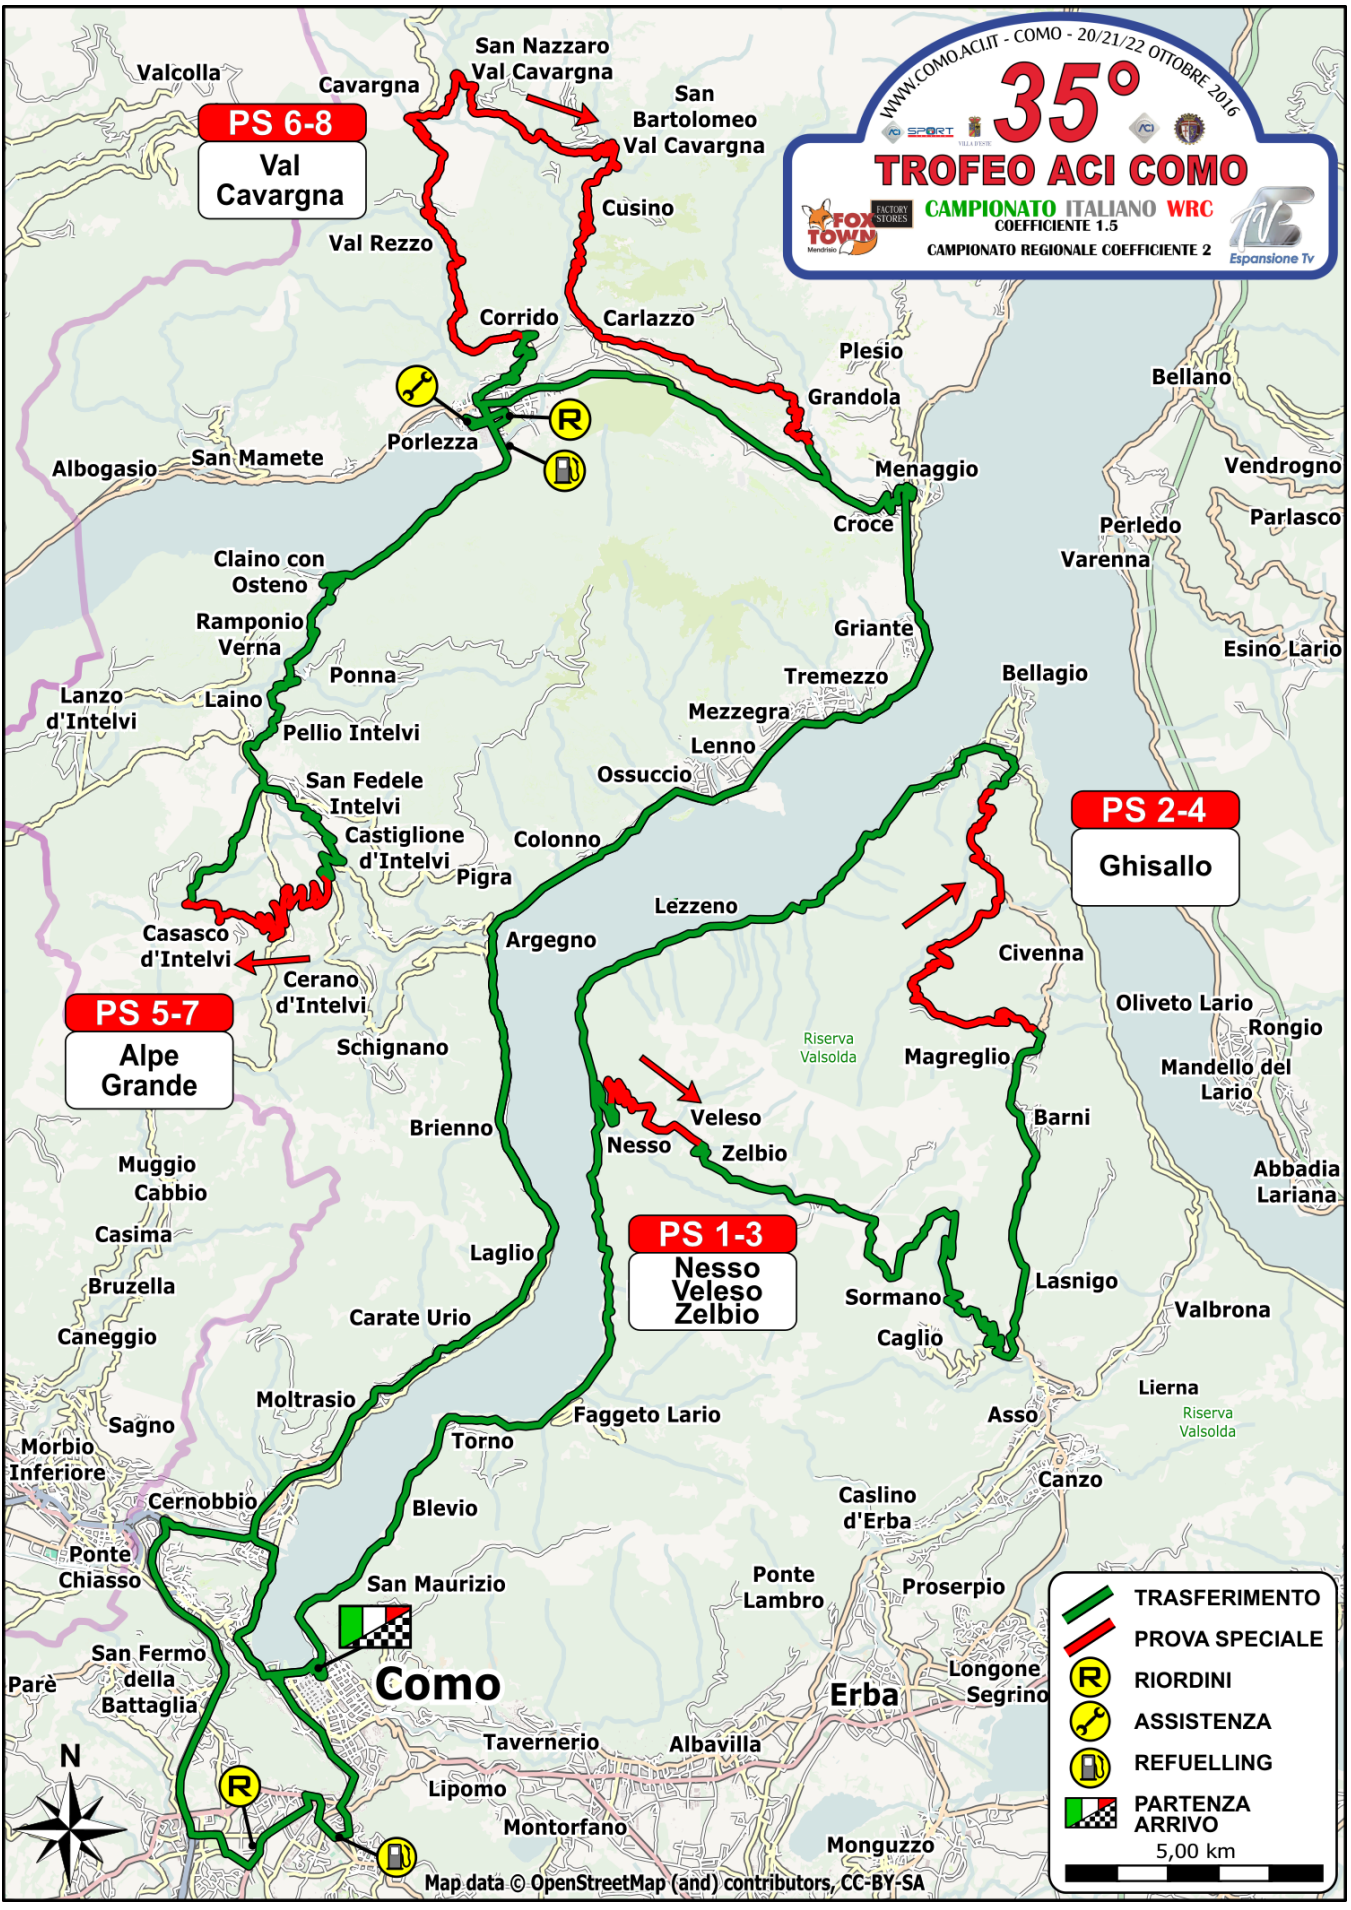 WWW.COMO.ACI.IT - COMO - 20/21/22 OTTOBRE 2016
35°
ACI SPORT
VILLA D'ESTE
ACI
TROFEO ACI COMO
FOX TOWN
Mendrisio
FACTORY STORES
CAMPIONATO ITALIANO WRC
COEFFICIENTE 1.5
CAMPIONATO REGIONALE COEFFICIENTE 2
TVE
Espansione Tv
San Nazzaro
Val Cavargna
Valcolla
Cavargna
San
Bartolomeo
Val Cavargna
PS 6-8
Val
Cavargna
Cusino
Val Rezzo
Corrido
Carlazzo
Plesio
Bellano
Grandola
R
Porlezza
San Mamete
Albogasio
Menaggio
Vendrogno
Croce
Parlasco
Perledo
Varenna
Claino con
Osteno
Ramponio
Verna
Griante
Esino Lario
Ponna
Tremezzo
Bellagio
Lanzo
d'Intelvi
Laino
Mezzegra
Pellio Intelvi
Lenno
San Fedele
Intelvi
Ossuccio
PS 2-4
Ghisallo
Castiglione
d'Intelvi
Colonno
Pigra
Lezzeno
Casasco
d'Intelvi
Argegno
Civenna
Cerano
d'Intelvi
PS 5-7
Alpe
Grande
Oliveto Lario
Rongio
Schignano
Riserva
Valsolda
Magreglio
Mandello del
Lario
Veleso
Barni
Brienno
Nesso
Zelbio
Muggio
Cabbio
Abbadia
Lariana
Casima
PS 1-3
Nesso
Veleso
Zelbio
Laglio
Bruzella
Lasnigo
Sormano
Valbrona
Carate Urio
Caneggio
Caglio
Moltrasio
Lierna
Sagno
Faggeto Lario
Asso
Riserva
Valsolda
Morbio
Inferiore
Torno
Canzo
Cernobbio
Blevio
Caslino
d'Erba
Ponte
Chiasso
San Maurizio
Ponte
Lambro
Proserpio
San Fermo
della
Battaglia
Parè
Como
Erba
Longone
Segrino
Tavernerio
Albavilla
N
R
Lipomo
Montorfano
Monguzzo
TRASFERIMENTO
PROVA SPECIALE
R
RIORDINI
ASSISTENZA
REFUELLING
PARTENZA
ARRIVO
5,00 km
Map data © OpenStreetMap (and) contributors, CC-BY-SA